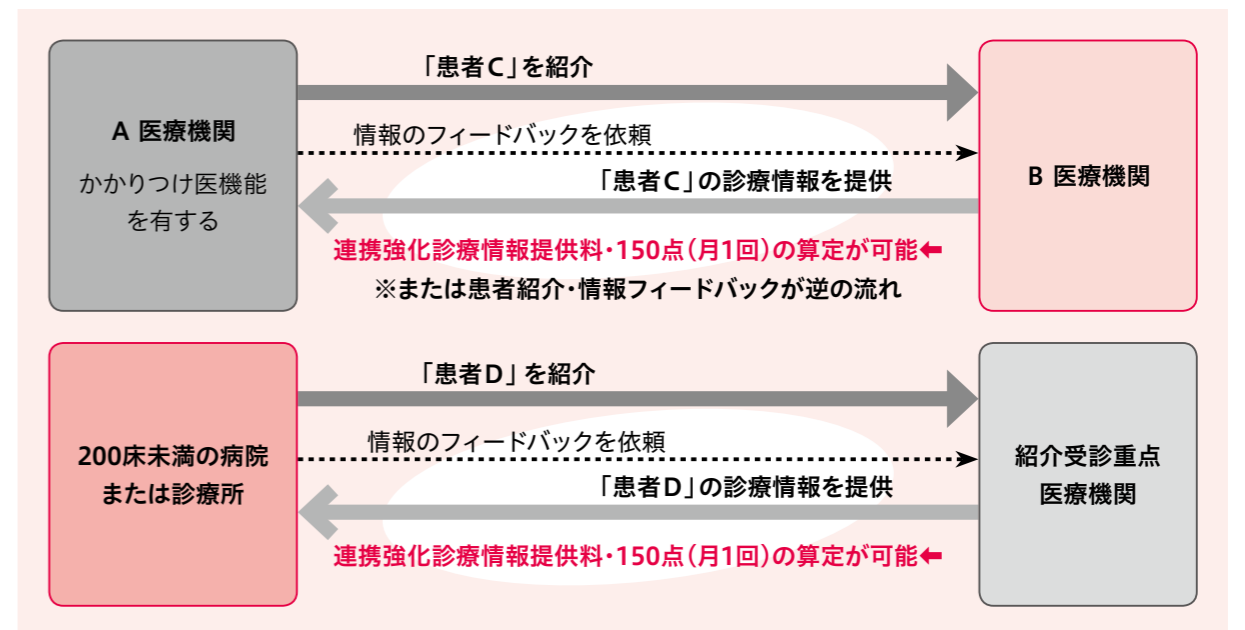 「患者C」を紹介
A 医療機関
かかりつけ医機能
を有する
情報のフィードバックを依頼
「患者C」の診療情報を提供
B 医療機関
連携強化診療情報提供料・150点(月1回)の算定が可能⬅
※または患者紹介・情報フィードバックが逆の流れ
「患者D」を紹介
200床未満の病院
または診療所
情報のフィードバックを依頼
「患者D」の診療情報を提供
紹介受診重点
医療機関
連携強化診療情報提供料・150点(月1回)の算定が可能⬅